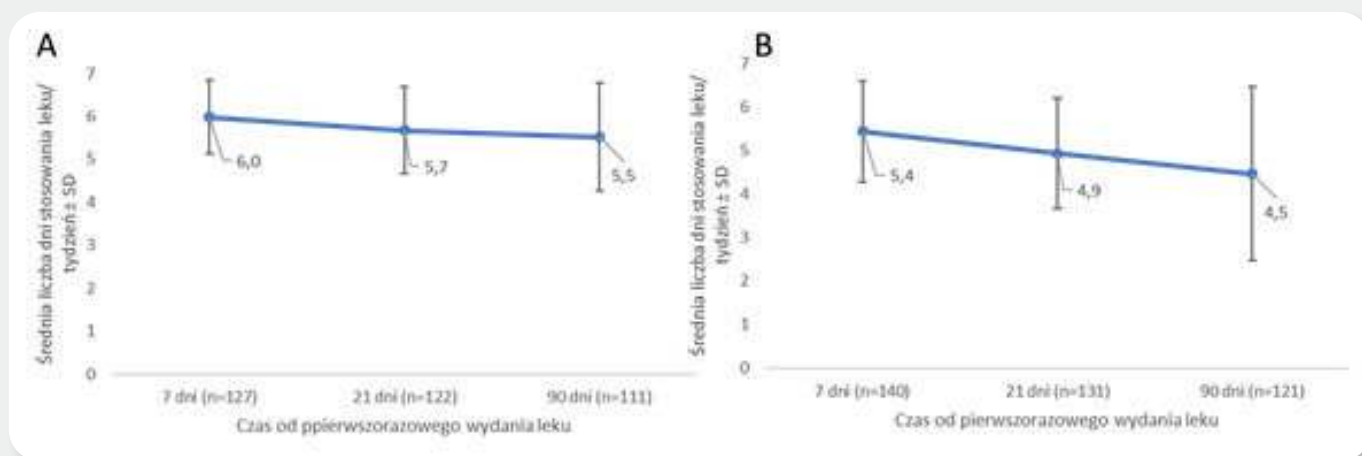 A
Średnia liczba dni stosowania leku/
tydzień ± SD
7
6
5
4
3
2
1
0
6,0
5,7
5,5
7 dni (n=127)
21 dni (n=122)
90 dni (n=111)
Czas od ppierwszorazowego wydania leku
B
Średnia liczba dni stosowania leku/
tydzień ± SD
7
6
5
4
3
2
1
0
5,4
4,9
4,5
7 dni (n=140)
21 dni (n=131)
90 dni (n=121)
Czas od pierwszorazowego wydania leku